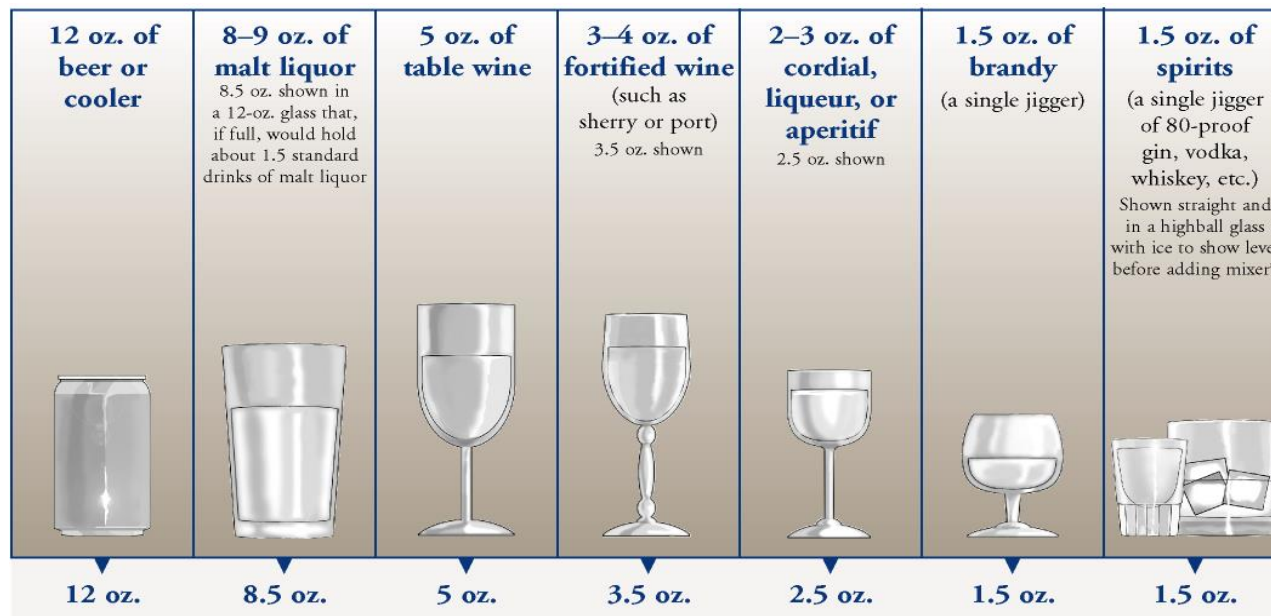 12 oz. of
beer or
cooler
8–9 oz. of
malt liquor
8.5 oz. shown in
a 12-oz. glass that,
if full, would hold
about 1.5 standard
drinks of malt liquor
5 oz. of
table wine
3–4 oz. of
fortified wine
(such as
sherry or port)
3.5 oz. shown
2–3 oz. of
cordial,
liqueur, or
aperitif
2.5 oz. shown
1.5 oz. of
brandy
(a single jigger)
1.5 oz. of
spirits
(a single jigger
of 80-proof
gin, vodka,
whiskey, etc.)
Shown straight and
in a highball glass
with ice to show leve
before adding mixer
12 oz.
8.5 oz.
5 oz.
3.5 oz.
2.5 oz.
1.5 oz.
1.5 oz.